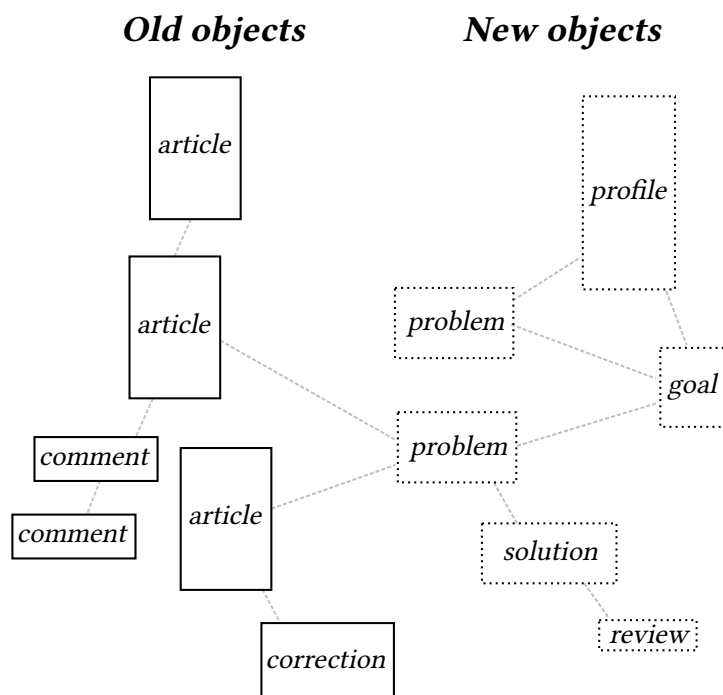 Old objects
New objects
article
profile
article
problem
goal
comment
problem
article
comment
solution
review
correction